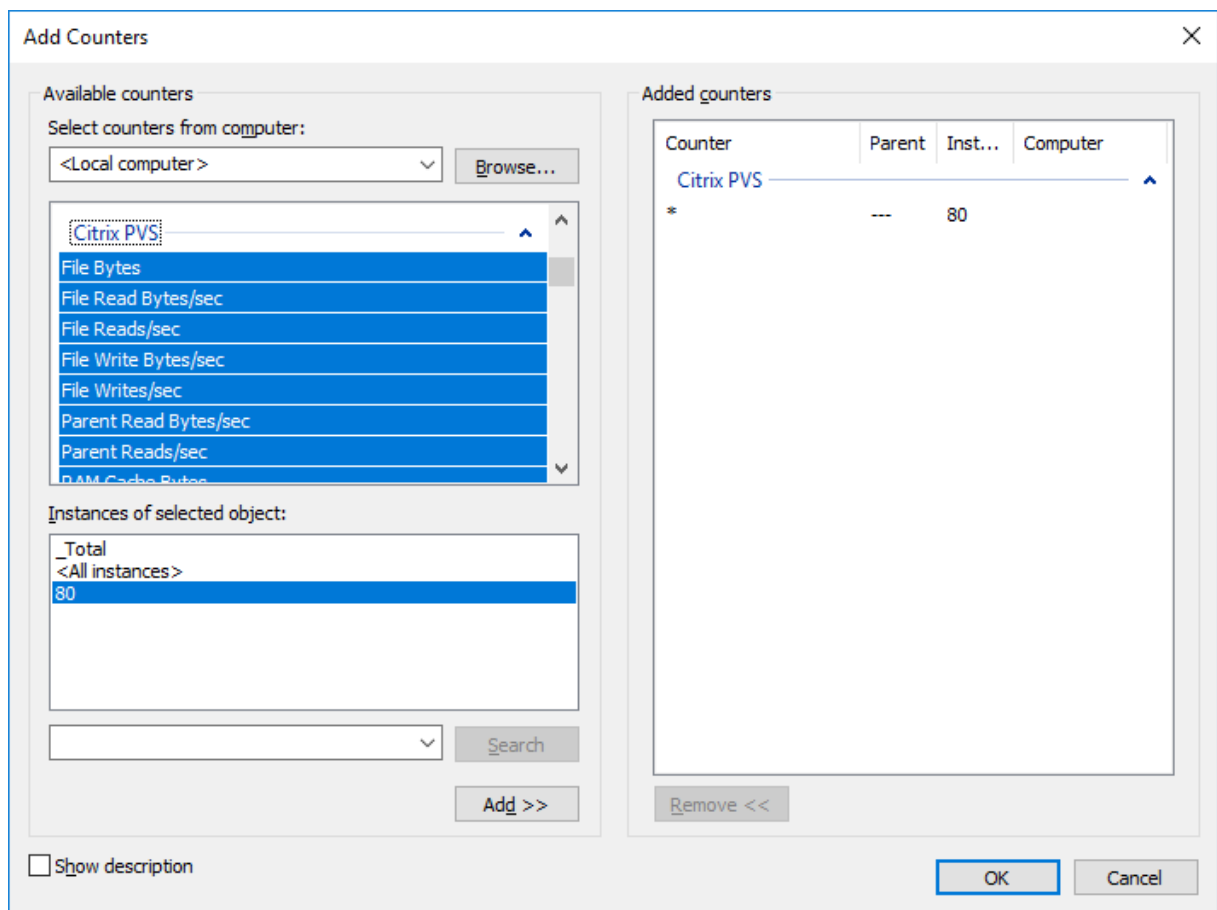 Add Counters
Available counters
Select counters from computer:
<Local computer>
Browse...
Citrix PVS
File Bytes
File Read Bytes/sec
File Reads/sec
File Write Bytes/sec
File Writes/sec
Parent Read Bytes/sec
Parent Reads/sec
RAM Cache Bytes
Instances of selected object:
_Total
<All instances>
80
Search
Add >>
Show description
Added counters
Counter Parent Inst... Computer
Citrix PVS
* --- 80
Remove <<
OK Cancel